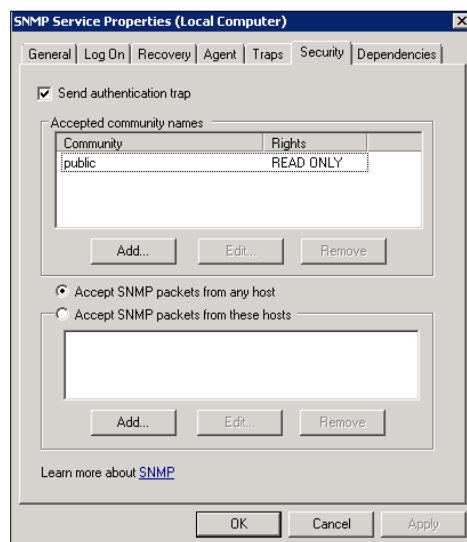 SNMP Service Properties (Local Computer)
General Log On Recovery Agent Traps Security Dependencies
Send authentication trap
Accepted community names
Community Rights
public READ ONLY
Add... Edit... Remove
Accept SNMP packets from any host
Accept SNMP packets from these hosts
Add... Edit... Remove
Learn more about SNMP
OK Cancel Apply